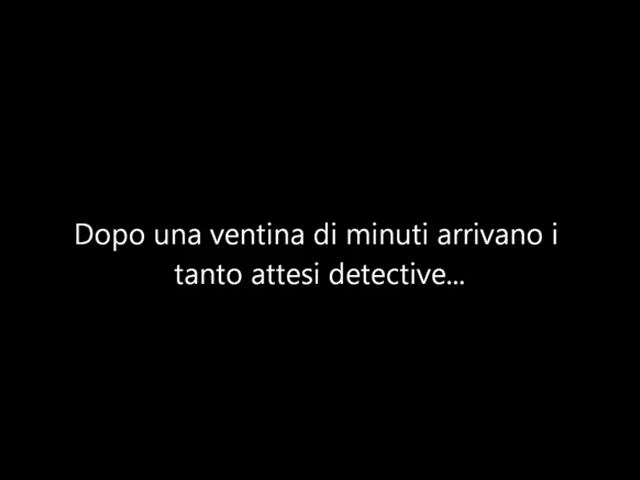 Dopo una ventina di minuti arrivano i
tanto attesi detective...